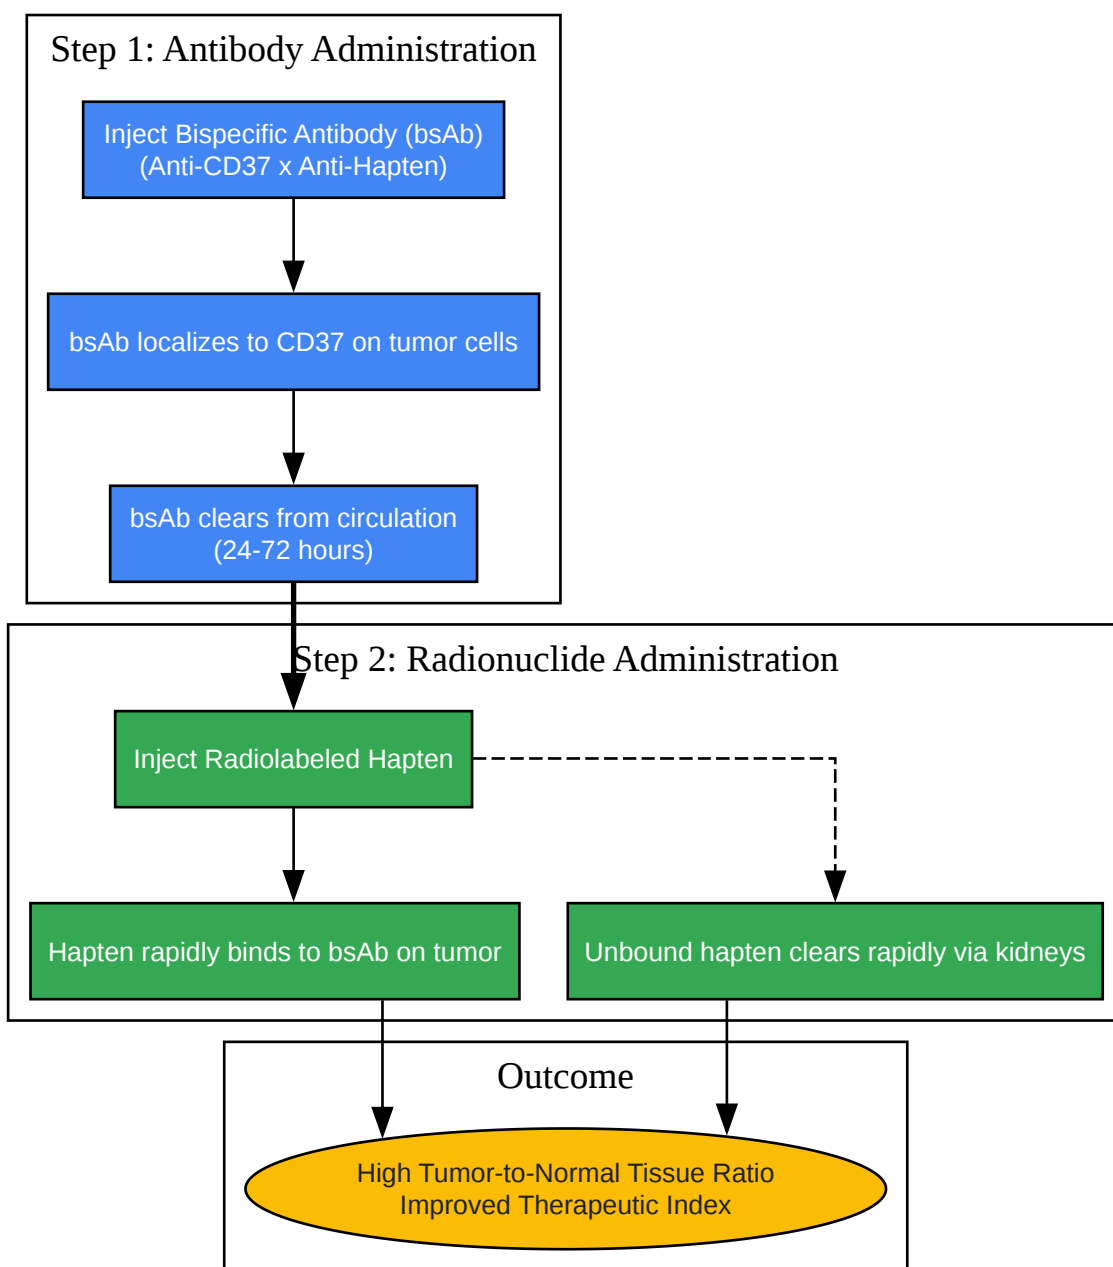 Step 1: Antibody Administration
Inject Bispecific Antibody (bsAb)
(Anti-CD37 x Anti-Hapten)
bsAb localizes to CD37 on tumor cells
bsAb clears from circulation
(24-72 hours)
Step 2: Radionuclide Administration
Inject Radiolabeled Hapten
Hapten rapidly binds to bsAb on tumor
Unbound hapten clears rapidly via kidneys
Outcome
High Tumor-to-Normal Tissue Ratio
Improved Therapeutic Index